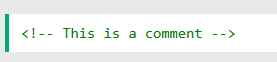 <!-- This is a comment -->